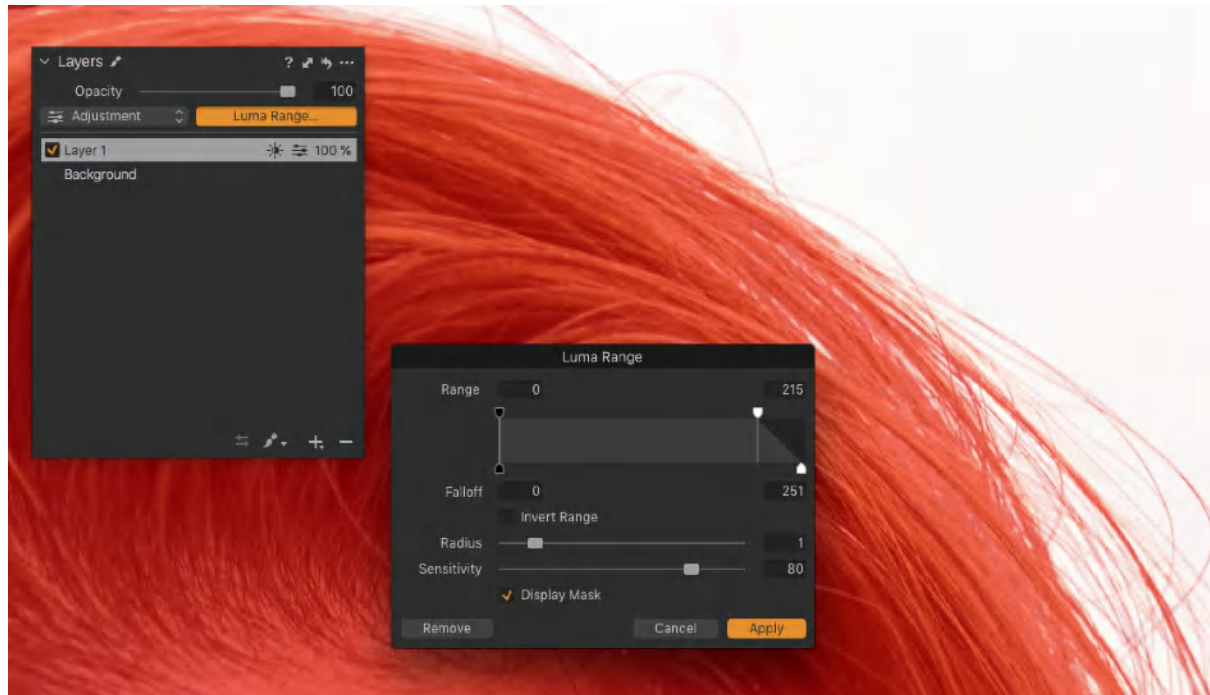 Layers ?
Opacity 100
Adjustment Luma Range...
Layer 1 100 %
Background
Luma Range
Range 0 215
Falloff 0 251
Invert Range
Radius 1
Sensitivity 80
Display Mask
Remove Cancel Apply